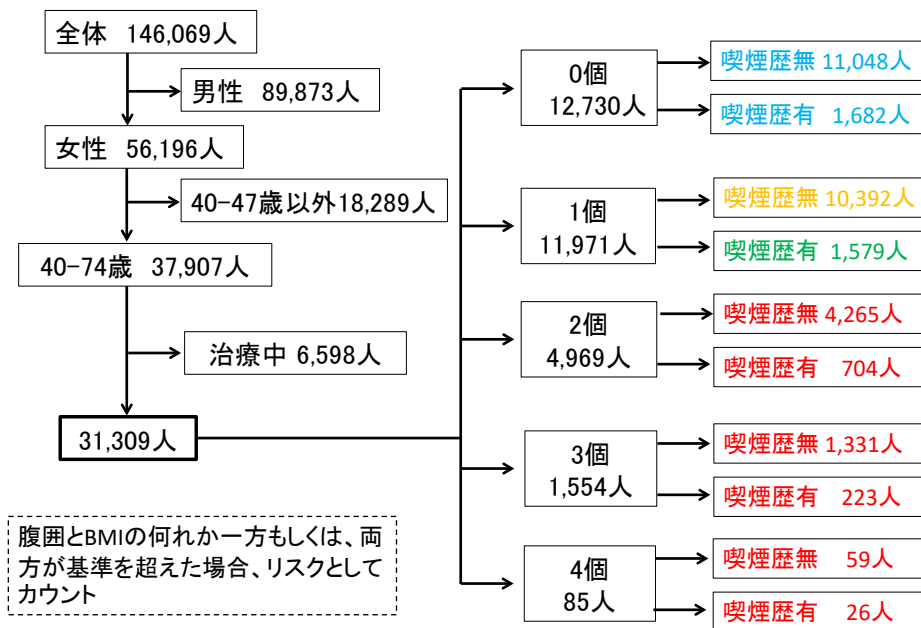 全体 146,069人
男性 89,873人
女性 56,196人
40-47歳以外18,289人
40-74歳 37,907人
治療中 6,598人
31,309人
腹囲とBMIの何れか一方もしくは、両
方が基準を超えた場合、リスクとして
カウント
0個
12,730人
喫煙歴無 11,048人
喫煙歴有 1,682人
1個
11,971人
喫煙歴無 10,392人
喫煙歴有 1,579人
2個
4,969人
喫煙歴無 4,265人
喫煙歴有 704人
3個
1,554人
喫煙歴無 1,331人
喫煙歴有 223人
4個
85人
喫煙歴無 59人
喫煙歴有 26人